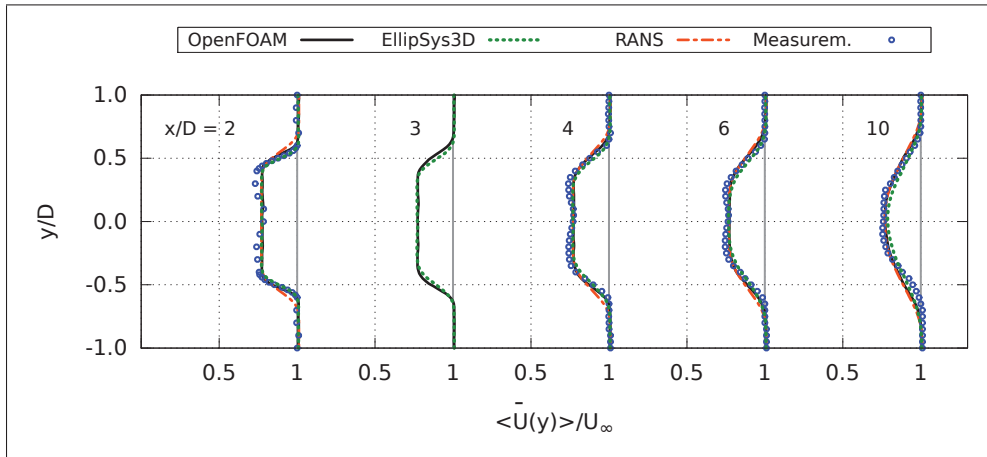 OpenFOAM EllipSys3D RANS Measurem.
1.0
x/D = 2 3 4 6 10
0.5
0.0
-0.5
-1.0
y/D
0.5 1 0.5 1 0.5 1 0.5 1 0.5 1
<Ū(y)>/U∞